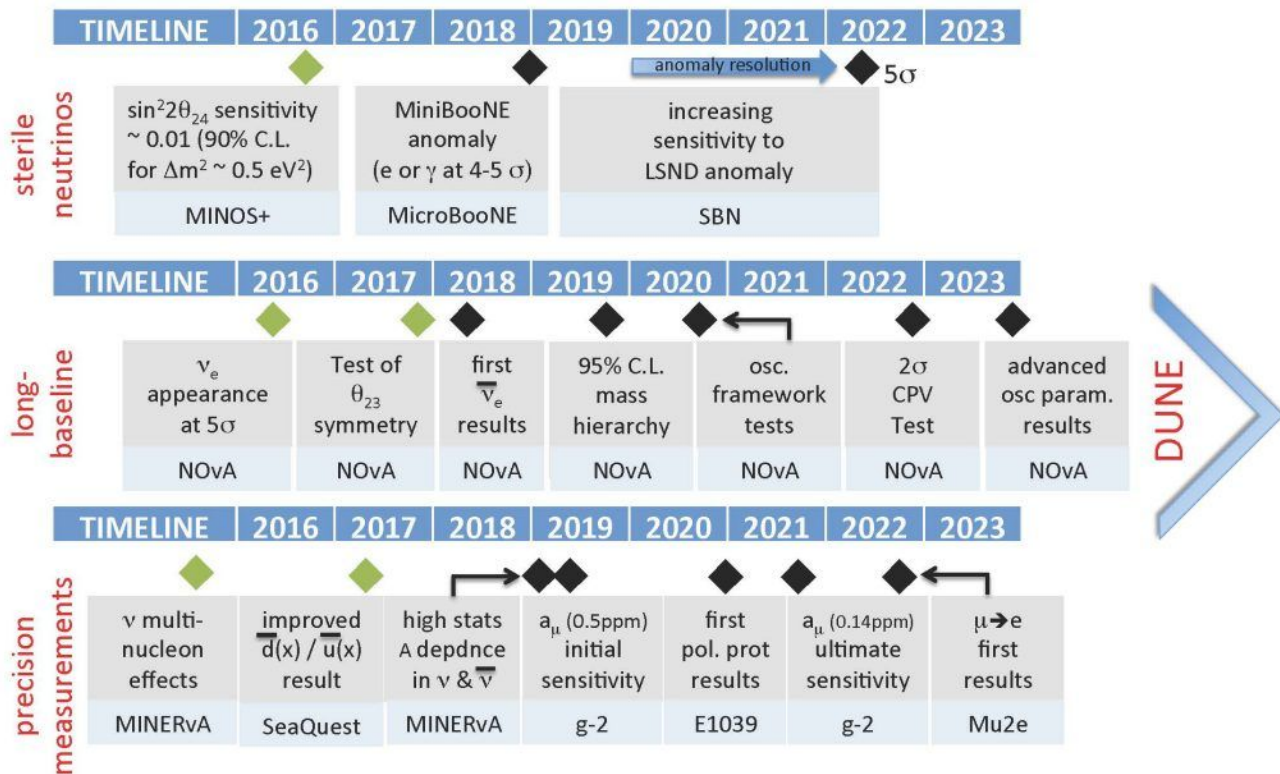 TIMELINE 2016 2017 2018 2019 2020 2021 2022 2023
anomaly resolution
5σ
sterile
neutrinos
sin²2θ₂₄ sensitivity
~ 0.01 (90% C.L.
for Δm² ~ 0.5 eV²)
MINOS+
MiniBooNE
anomaly
(e or γ at 4-5 σ)
MicroBooNE
increasing
sensitivity to
LSND anomaly
SBN
TIMELINE 2016 2017 2018 2019 2020 2021 2022 2023
long-
baseline
νₑ
appearance
at 5σ
NOvA
Test of
θ₂₃
symmetry
NOvA
first
ν̅ₑ
results
NOvA
95% C.L.
mass
hierarchy
NOvA
osc.
framework
tests
NOvA
2σ
CPV
Test
NOvA
advanced
osc param.
results
NOvA
DUNE
TIMELINE 2016 2017 2018 2019 2020 2021 2022 2023
precision
measurements
ν multi-
nucleon
effects
MINERvA
improved
d̅(x) / u̅(x)
result
SeaQuest
high stats
A depdnce
in ν & ν̅
MINERvA
aμ (0.5ppm)
initial
sensitivity
g-2
first
pol. prot
results
E1039
aμ (0.14ppm)
ultimate
sensitivity
g-2
μ➔e
first
results
Mu2e